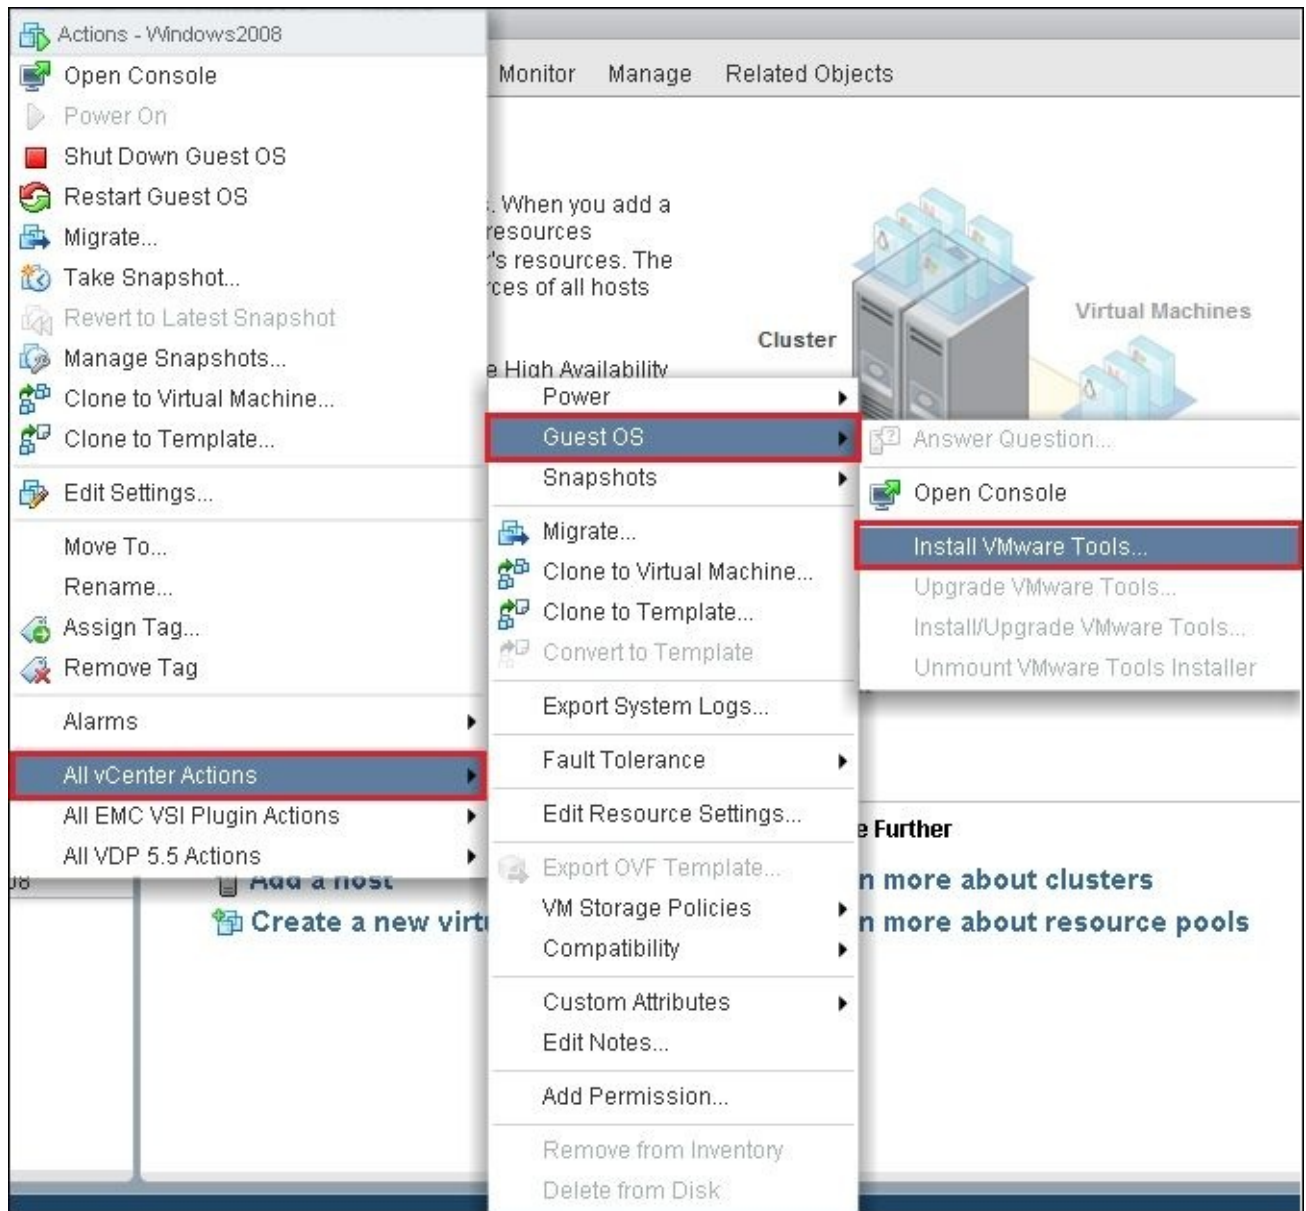 Actions - Windows2008
Open Console
Power On
Shut Down Guest OS
Restart Guest OS
Migrate...
Take Snapshot...
Revert to Latest Snapshot
Manage Snapshots...
Clone to Virtual Machine...
Clone to Template...
Edit Settings...
Move To...
Rename...
Assign Tag...
Remove Tag
Alarms
All vCenter Actions
All EMC VSI Plugin Actions
All VDP 5.5 Actions
Monitor Manage Related Objects
. When you add a
resources
's resources. The
rces of all hosts
e High Availability
Cluster
Virtual Machines
Power
Guest OS
Snapshots
Migrate...
Clone to Virtual Machine...
Clone to Template...
Convert to Template
Export System Logs...
Fault Tolerance
Edit Resource Settings...
Export OVF Template...
VM Storage Policies
Compatibility
Custom Attributes
Edit Notes...
Add Permission...
Remove from Inventory
Delete from Disk
Answer Question...
Open Console
Install VMware Tools...
Upgrade VMware Tools...
Install/Upgrade VMware Tools...
Unmount VMware Tools Installer
Add a host
Create a new virt
e Further
n more about clusters
n more about resource pools